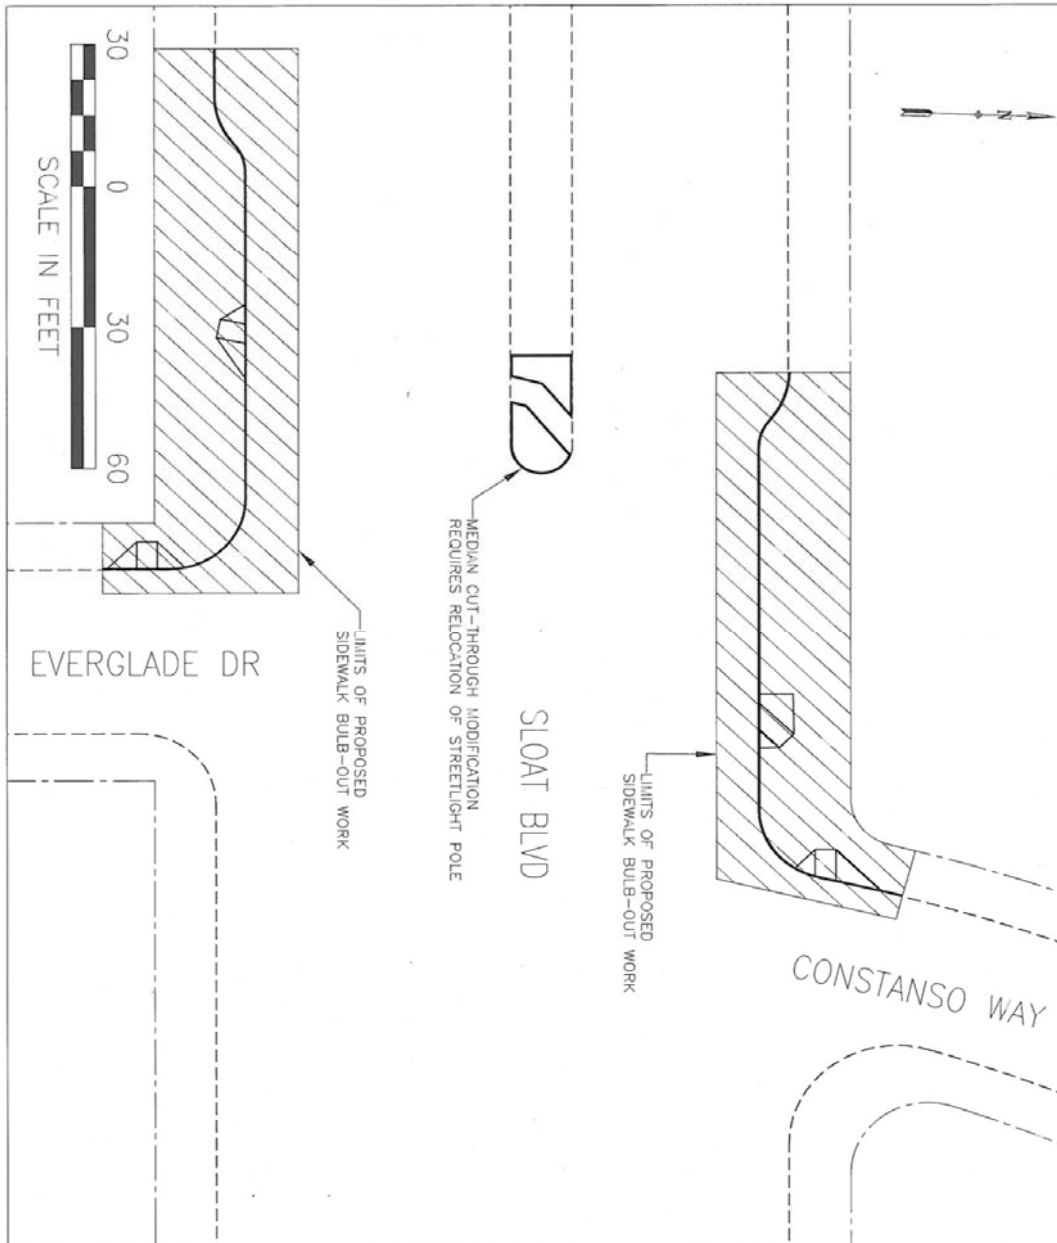 N
30
0
30
60
SCALE IN FEET
MEDIAN CUT-THROUGH MODIFICATION
REQUIRES RELOCATION OF STREETLIGHT POLE
LIMITS OF PROPOSED
SIDEWALK BULB-OUT WORK
EVERGLADE DR
SLOAT BLVD
LIMITS OF PROPOSED
SIDEWALK BULB-OUT WORK
CONSTANSO WAY